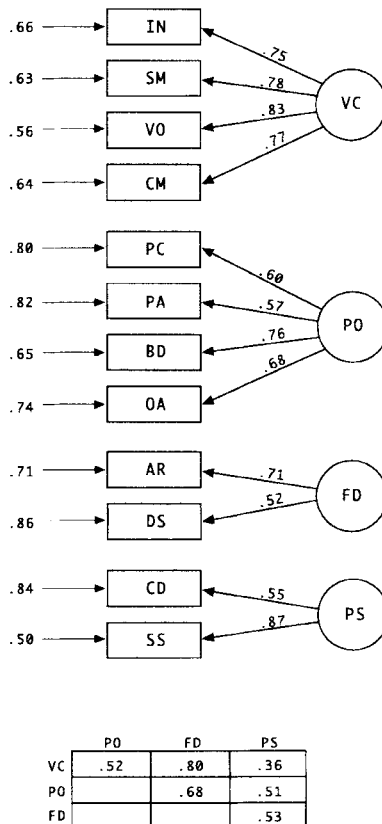 .66 IN
.75
.63 SM .78
VC
.83
.56 VO
.77
.64 CM
.80 PC
.60
.82 PA .57
PO
.76
.65 BD
.68
.74 OA
.71 AR .71
FD
.52
.86 DS
.84 CD .55
PS
.87
.50 SS
PO FD PS
VC .52 .80 .36
PO .68 .51
FD .53